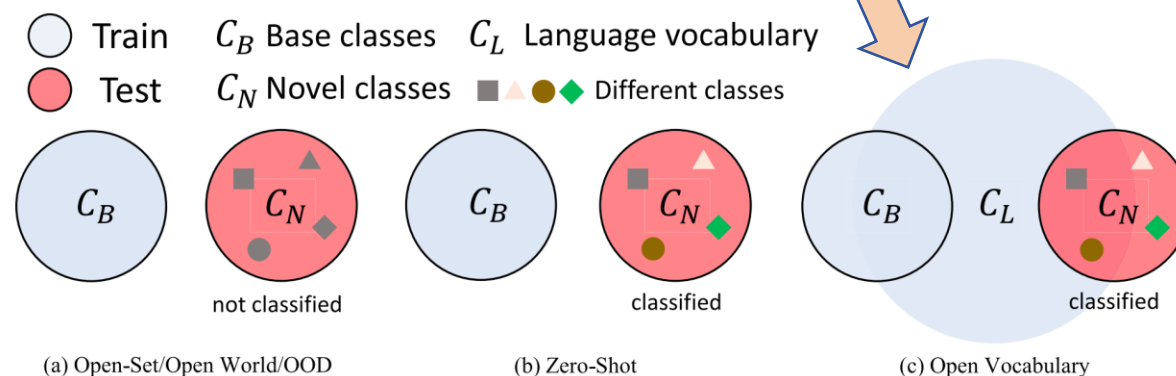 Train C_B Base classes C_L Language vocabulary
Test C_N Novel classes Different classes
C_B C_N C_B C_N C_B C_L C_N
not classified classified classified
(a) Open-Set/Open World/OOD (b) Zero-Shot (c) Open Vocabulary